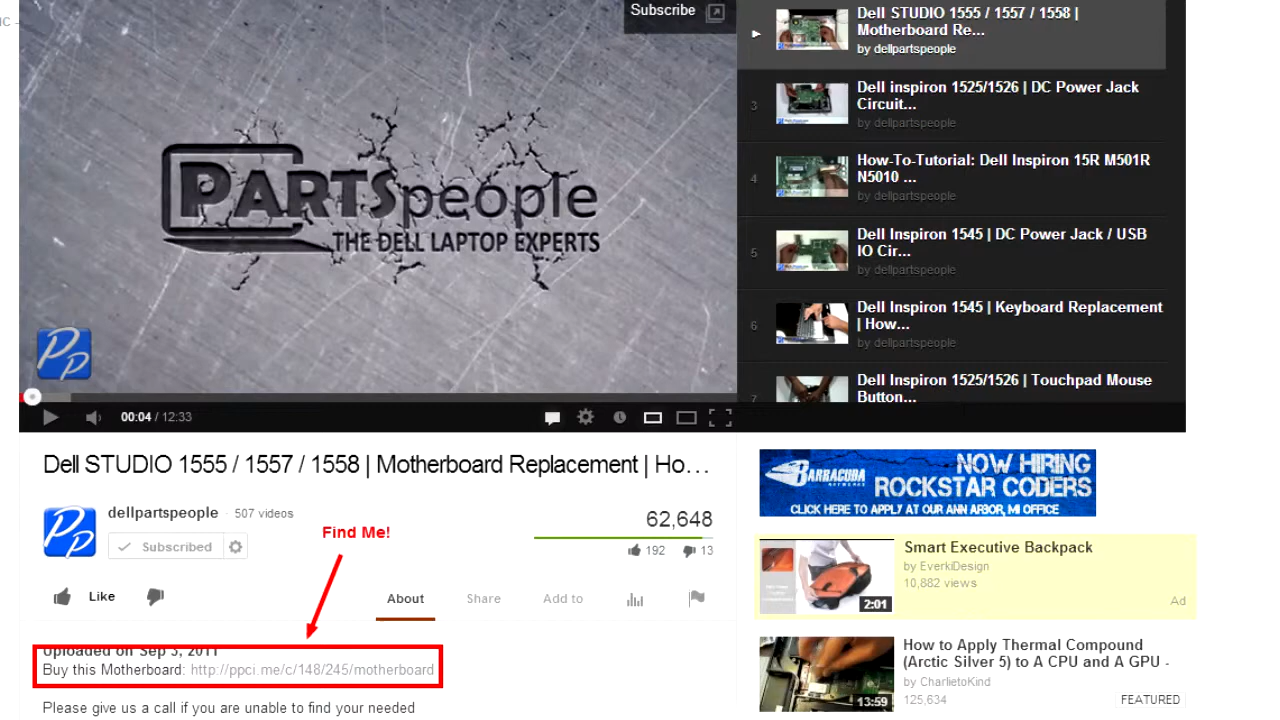 Subscribe
PARTSpeople
THE DELL LAPTOP EXPERTS
PP
00:04 / 12:33
Dell STUDIO 1555 / 1557 / 1558 |
Motherboard Re...
by dellpartspeople
3
Dell inspiron 1525/1526 | DC Power Jack
Circuit...
by dellpartspeople
4
How-To-Tutorial: Dell Inspiron 15R M501R
N5010 ...
by dellpartspeople
5
Dell Inspiron 1545 | DC Power Jack / USB
IO Cir...
by dellpartspeople
6
Dell Inspiron 1545 | Keyboard Replacement
| How...
by dellpartspeople
7
Dell Inspiron 1525/1526 | Touchpad Mouse
Button...
Dell STUDIO 1555 / 1557 / 1558 | Motherboard Replacement | Ho...
PP
dellpartspeople · 507 videos
Subscribed
62,648
192 13
Find Me!
Like
About Share Add to
Uploaded on Sep 3, 2011
Buy this Motherboard: http://ppci.me/c/148/245/motherboard
Please give us a call if you are unable to find your needed
BARRACUDA
NETWORKS
NOW HIRING
ROCKSTAR CODERS
CLICK HERE TO APPLY AT OUR ANN ARBOR, MI OFFICE
Smart Executive Backpack
by EverkiDesign
10,882 views
Ad
2:01
How to Apply Thermal Compound
(Arctic Silver 5) to A CPU and A GPU -
by CharlietoKind
125,634
FEATURED
13:59